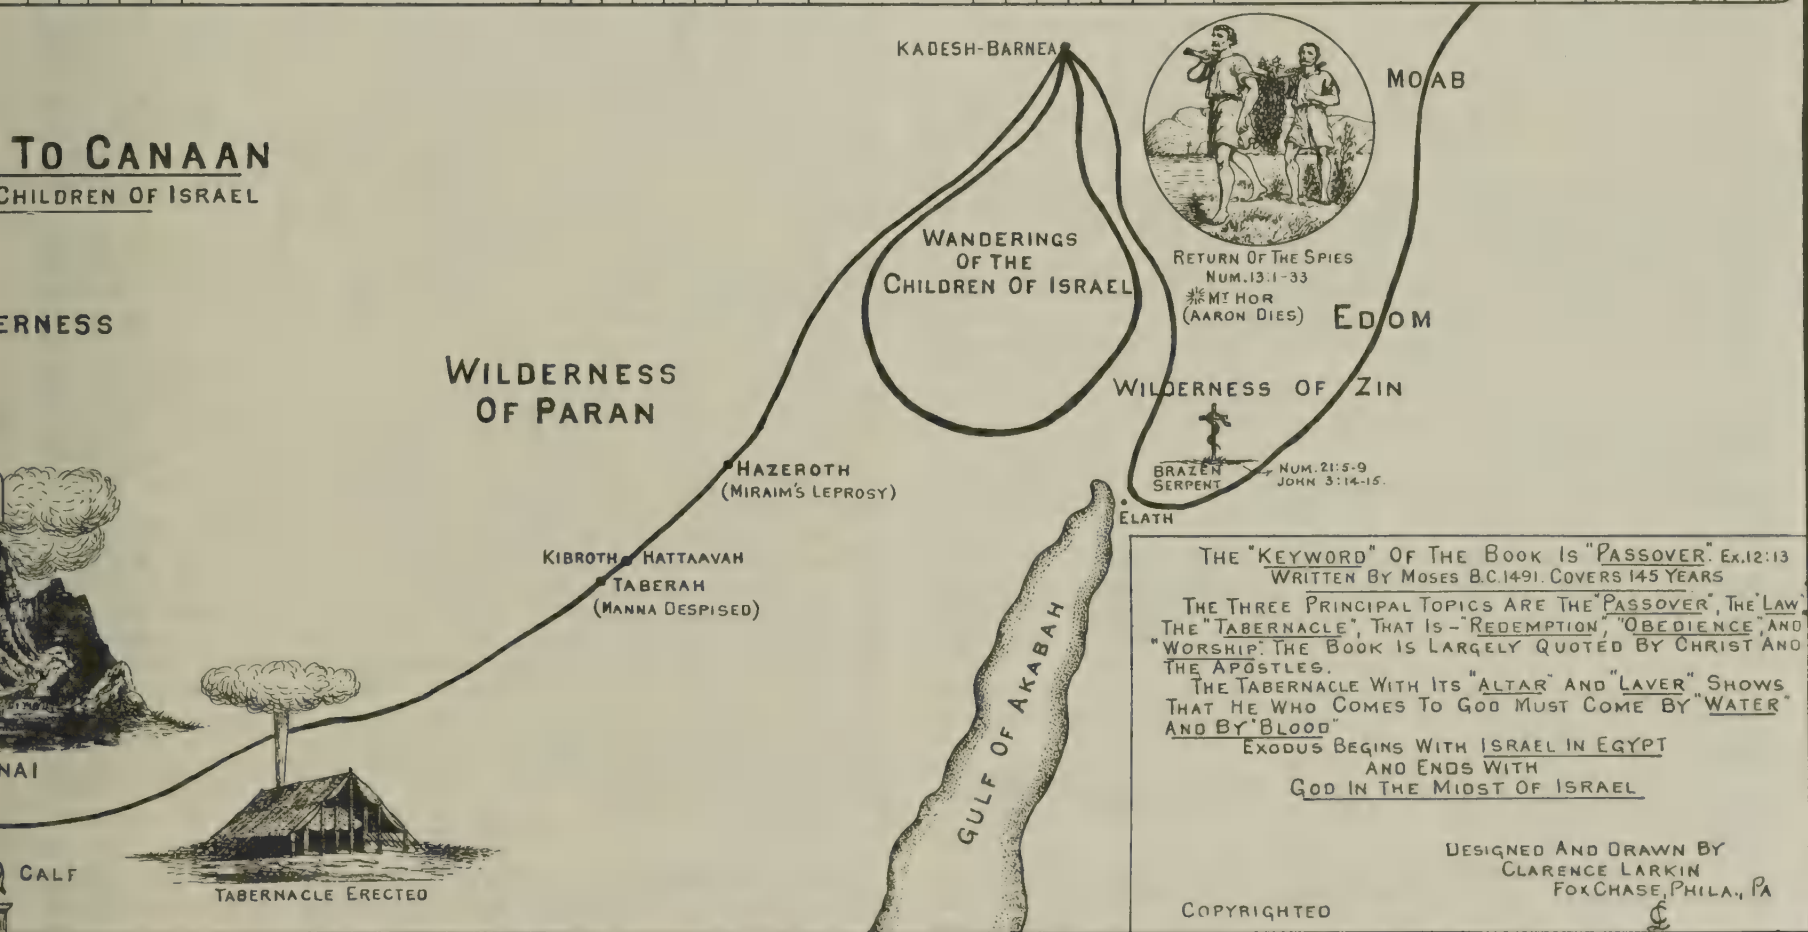 TO CANAAN
CHILDREN OF ISRAEL
ERNESS
KADESH-BARNEA
MOAB
WANDERINGS
OF THE
CHILDREN OF ISRAEL
RETURN OF THE SPIES
NUM.13:1-33
MT HOR
(AARON DIES)
EDOM
WILDERNESS
OF PARAN
WILDERNESS OF ZIN
BRAZEN
SERPENT
NUM.21:5-9
JOHN 3:14-15.
ELATH
HAZEROTH
(MIRAIM'S LEPROSY)
KIBROTH HATTAAVAH
TABERAH
(MANNA DESPISED)
GULF OF AKABAH
NAI
CALF
TABERNACLE ERECTED
THE "KEYWORD" OF THE BOOK IS "PASSOVER". EX.12:13
WRITTEN BY MOSES B.C.1491. COVERS 145 YEARS
THE THREE PRINCIPAL TOPICS ARE THE "PASSOVER", THE "LAW",
THE "TABERNACLE", THAT IS - "REDEMPTION", "OBEDIENCE", AND
"WORSHIP". THE BOOK IS LARGELY QUOTED BY CHRIST AND
THE APOSTLES.
THE TABERNACLE WITH ITS "ALTAR" AND "LAVER" SHOWS
THAT HE WHO COMES TO GOD MUST COME BY "WATER"
AND BY "BLOOD"
EXODUS BEGINS WITH ISRAEL IN EGYPT
AND ENDS WITH
GOD IN THE MIDST OF ISRAEL
DESIGNED AND DRAWN BY
CLARENCE LARKIN
FOX CHASE, PHILA., PA
COPYRIGHTED